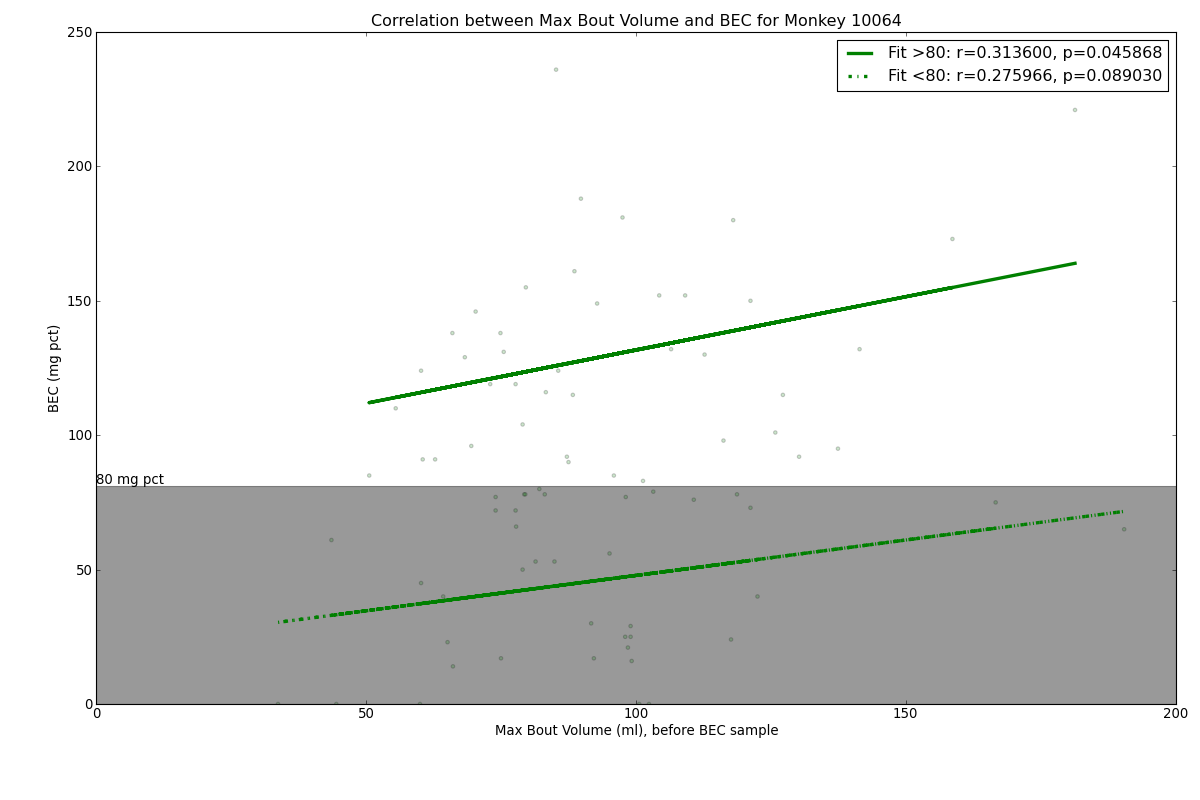 Correlation between Max Bout Volume and BEC for Monkey 10064
Fit >80: r=0.313600, p=0.045868
Fit <80: r=0.275966, p=0.089030
250
200
150
100
50
0
BEC (mg pct)
80 mg pct
0
50
100
150
200
Max Bout Volume (ml), before BEC sample